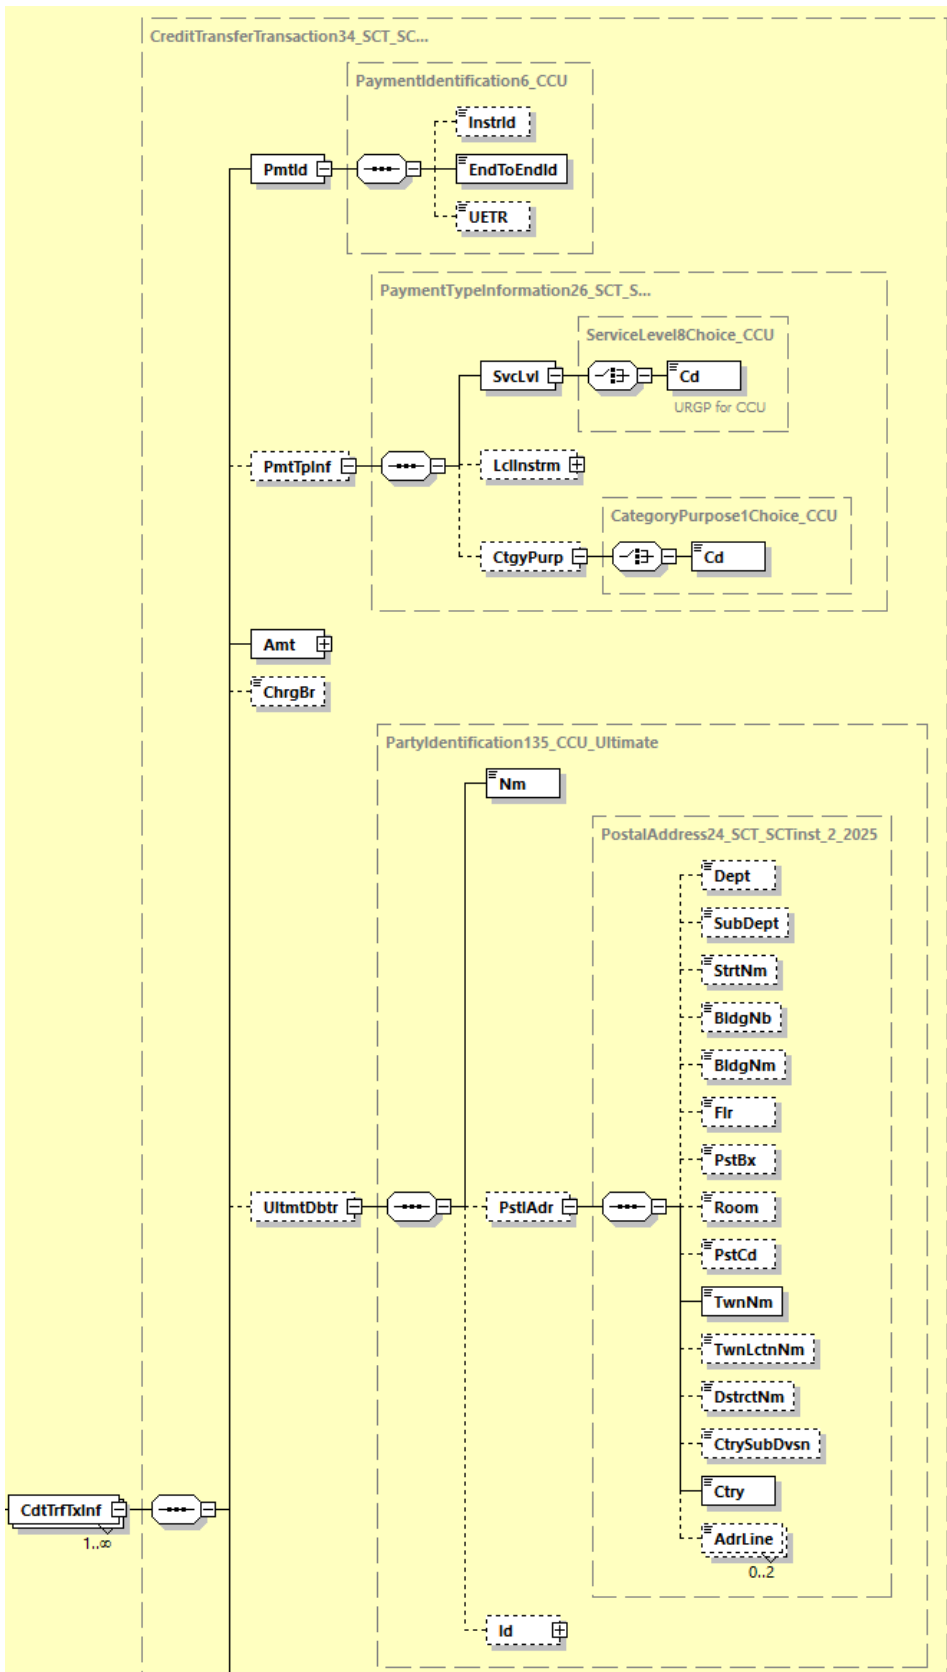 CreditTransferTransaction34_SCT_SC...
PaymentIdentification6_CCU
InstrId
PmtId
EndToEndId
UETR
PaymentTypeInformation26_SCT_S...
ServiceLevel8Choice_CCU
SvcLvl
Cd
URGP for CCU
PmtTpInf
LclInstrm
CategoryPurpose1Choice_CCU
CtgyPurp
Cd
Amt
ChrgBr
PartyIdentification135_CCU_Ultimate
Nm
PostalAddress24_SCT_SCTinst_2_2025
Dept
SubDept
StrtNm
BldgNb
BldgNm
Flr
PstBx
UltmtDbtr
PstlAdr
Room
PstCd
TwnNm
TwnLctnNm
DstrctNm
CtrySubDvsn
Ctry
CdtTrfTxInf
1..∞
AdrLine
0..2
Id